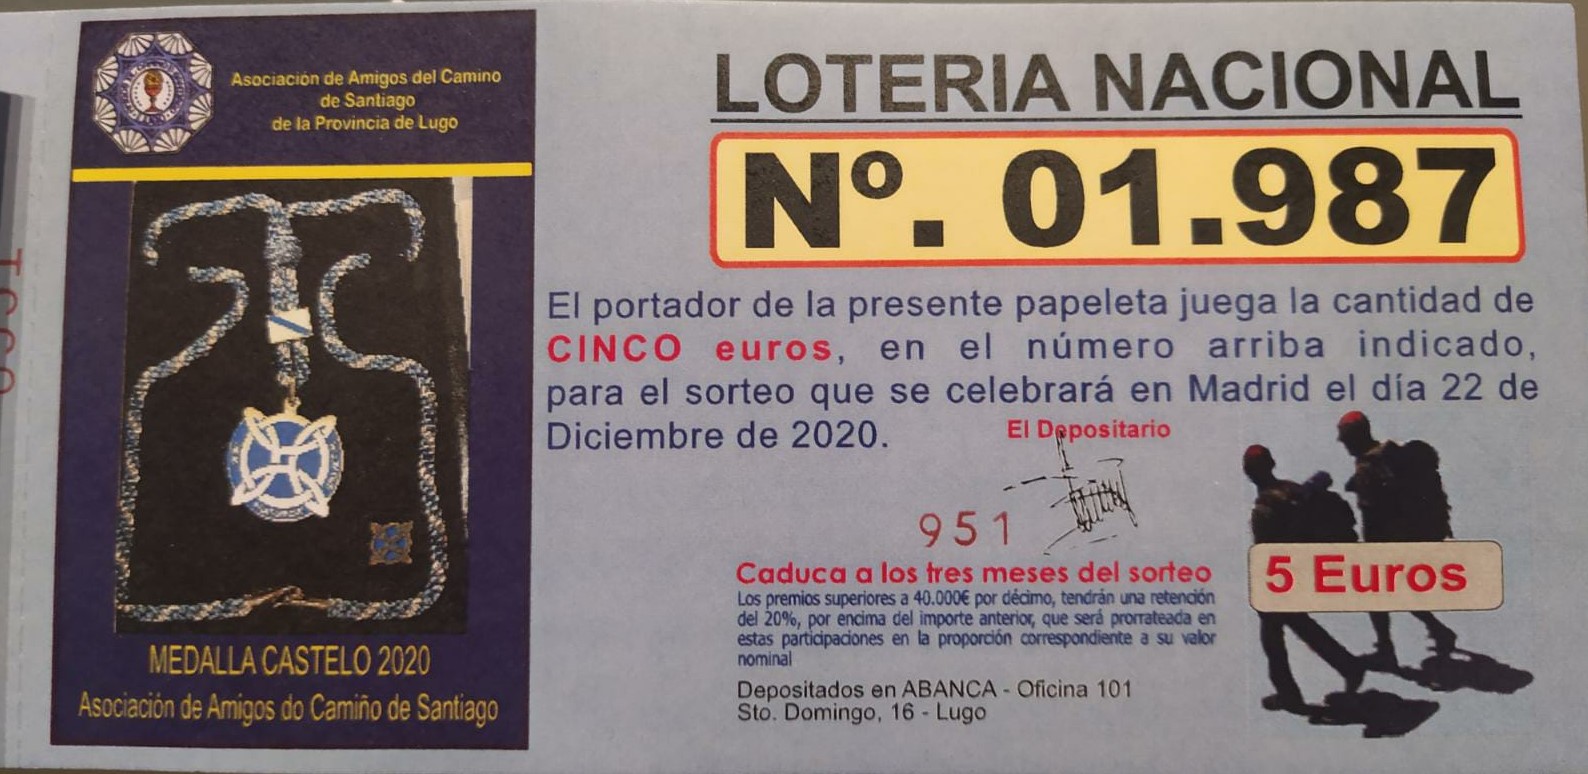 Asociación de Amigos del Camino
de Santiago
de la Provincia de Lugo
MEDALLA CASTELO 2020
Asociación de Amigos do Camiño de Santiago
LOTERIA NACIONAL
Nº. 01.987
El portador de la presente papeleta juega la cantidad de
CINCO euros, en el número arriba indicado,
para el sorteo que se celebrará en Madrid el día 22 de
Diciembre de 2020.
El Depositario
951
Caduca a los tres meses del sorteo
Los premios superiores a 40.000€ por décimo, tendrán una retención
del 20%, por encima del importe anterior, que será prorrateada en
estas participaciones en la proporción correspondiente a su valor
nominal
Depositados en ABANCA - Oficina 101
Sto. Domingo, 16 - Lugo
5 Euros